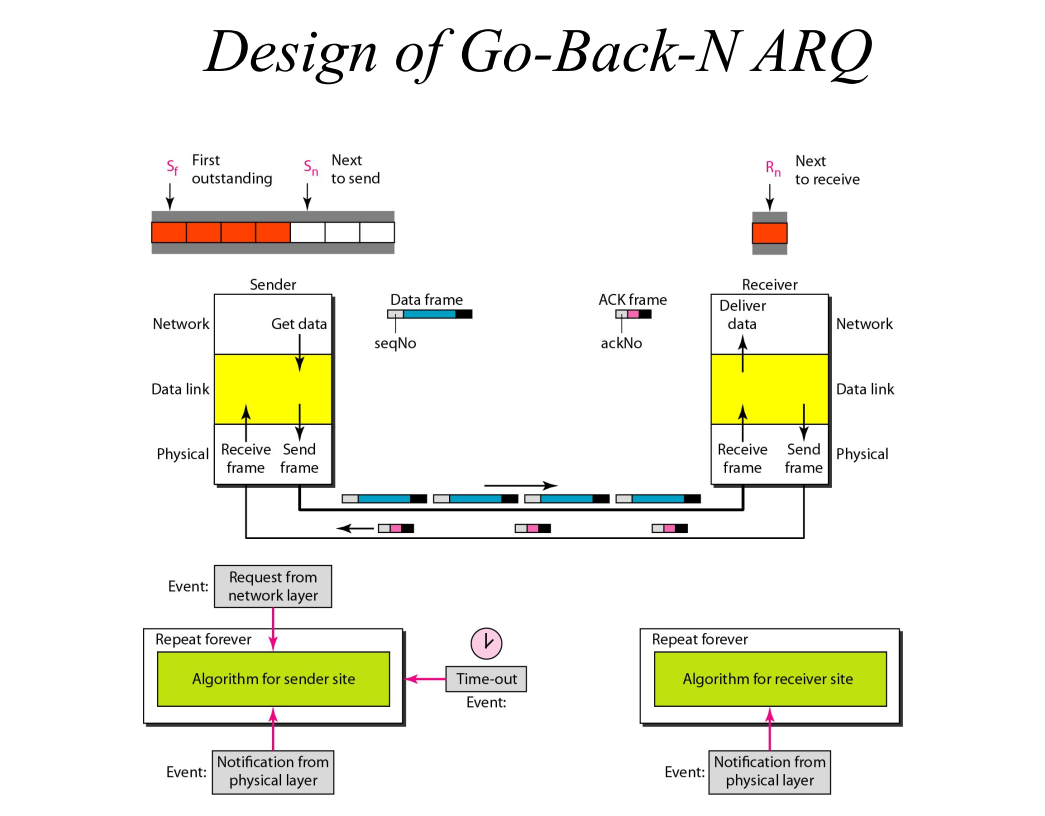 Design of Go-Back-N ARQ
Sf First
outstanding
Sn Next
to send
Rn Next
to receive
Sender
Data frame
seqNo
ACK frame
ackNo
Receiver
Network
Get data
Deliver
data
Network
Data link
Data link
Physical
Receive
frame
Send
frame
Receive
frame
Send
frame
Physical
Event:
Request from
network layer
Repeat forever
Algorithm for sender site
Time-out
Event:
Event:
Notification from
physical layer
Repeat forever
Algorithm for receiver site
Event:
Notification from
physical layer